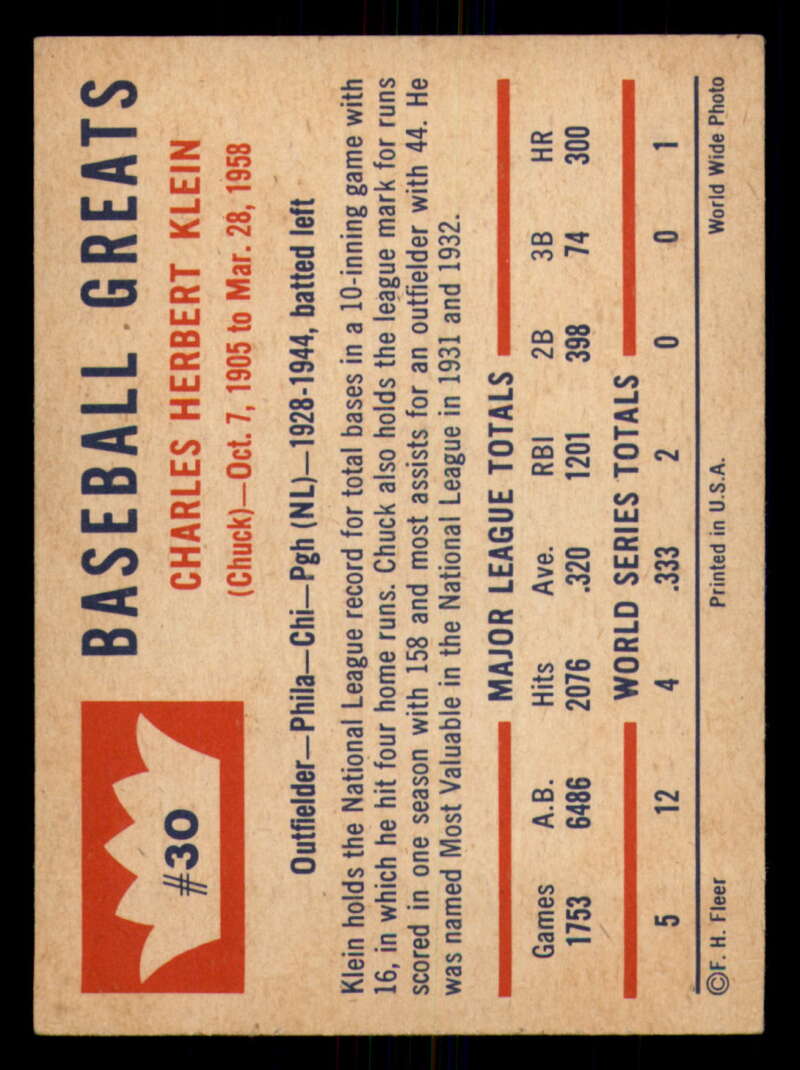 #30
BASEBALL GREATS
CHARLES HERBERT KLEIN
(Chuck)—Oct. 7, 1905 to Mar. 28, 1958
Outfielder—Phila—Chi—Pgh (NL)—1928-1944, batted left
Klein holds the National League record for total bases in a 10-inning game with
16, in which he hit four home runs. Chuck also holds the league mark for runs
scored in one season with 158 and most assists for an outfielder with 44. He
was named Most Valuable in the National League in 1931 and 1932.
MAJOR LEAGUE TOTALS
Games A.B. Hits Ave. RBI 2B 3B HR
1753 6486 2076 .320 1201 398 74 300
WORLD SERIES TOTALS
5 12 4 .333 2 0 0 1
©F. H. Fleer Printed in U.S.A. World Wide Photo